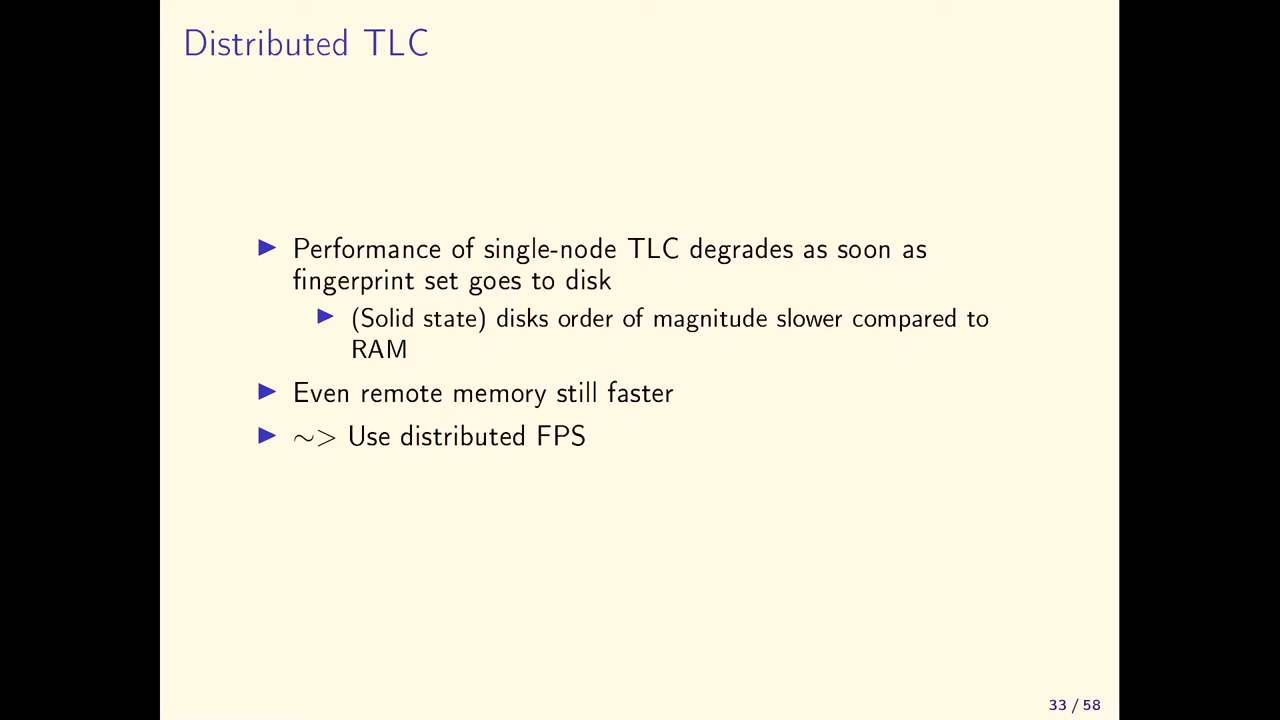 Distributed TLC
Performance of single-node TLC degrades as soon as
fingerprint set goes to disk
(Solid state) disks order of magnitude slower compared to
RAM
Even remote memory still faster
~> Use distributed FPS
33 / 58